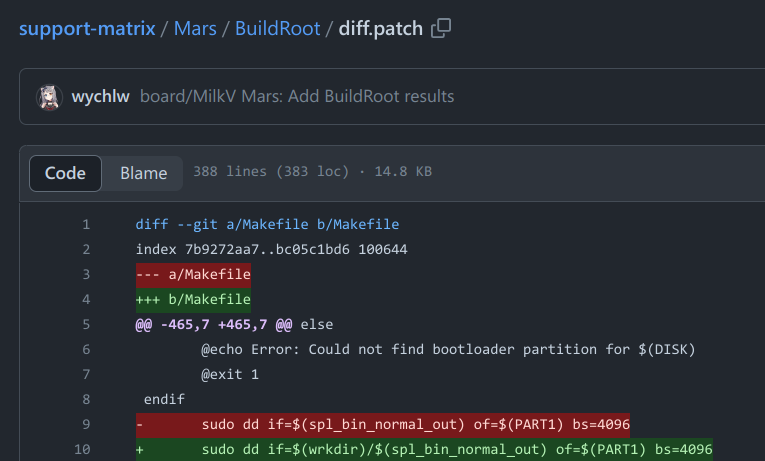 support-matrix / Mars / BuildRoot / diff.patch
wychlw board/MilkV Mars: Add BuildRoot results
Code Blame 388 lines (383 loc) · 14.8 KB
1 diff --git a/Makefile b/Makefile
2 index 7b9272aa7..bc05c1bd6 100644
3 --- a/Makefile
4 +++ b/Makefile
5 @@ -465,7 +465,7 @@ else
6 @echo Error: Could not find bootloader partition for $(DISK)
7 @exit 1
8 endif
9 - sudo dd if=$(spl_bin_normal_out) of=$(PART1) bs=4096
10 + sudo dd if=$(wrkdir)/$(spl_bin_normal_out) of=$(PART1) bs=4096